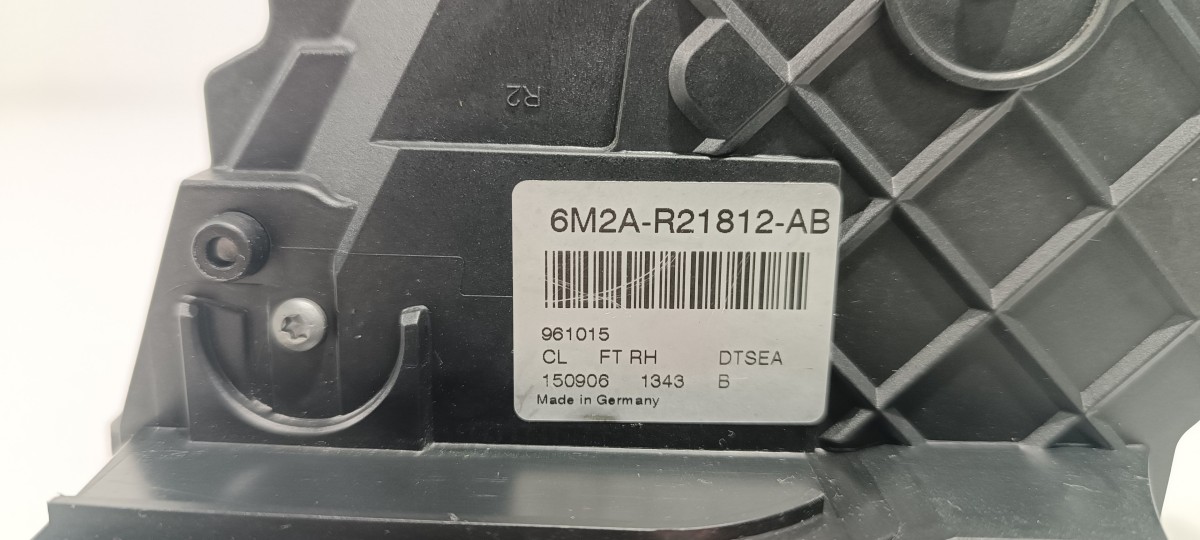 R2
6M2A-R21812-AB
961015
CL FT RH DTSEA
150906 1343 B
Made in Germany